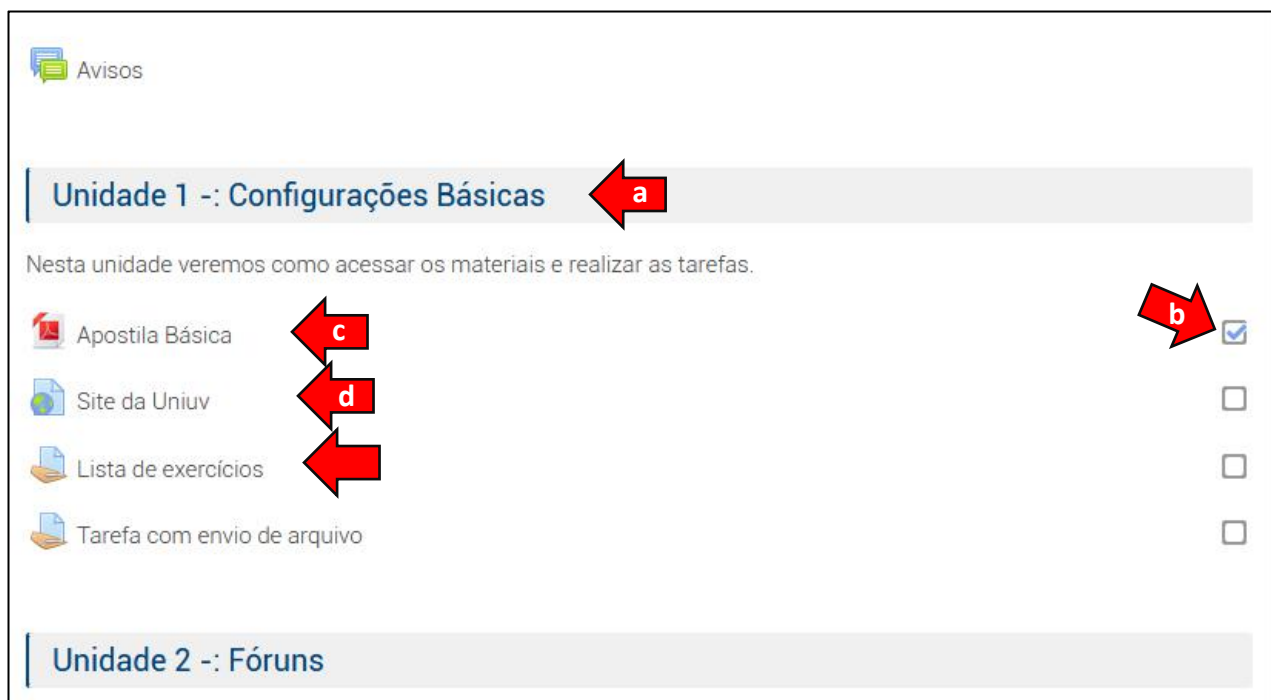 Avisos
Unidade 1 -: Configurações Básicas
a
Nesta unidade veremos como acessar os materiais e realizar as tarefas.
b
Apostila Básica
c
Site da Uniuv
d
Lista de exercícios
Tarefa com envio de arquivo
Unidade 2 -: Fóruns